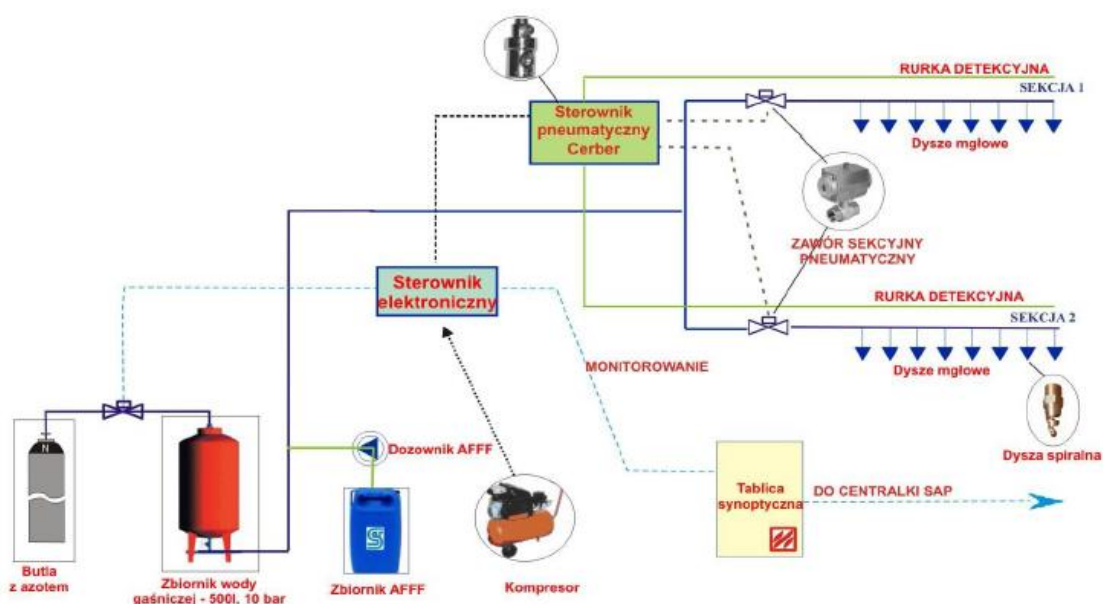 RURKA DETEKCYJNA
SEKCJA 1
Sterownik
pneumatyczny
Cerber
Dysze mgłowe
ZAWÓR SEKCYJNY
PNEUMATYCZNY
Sterownik
elektroniczny
RURKA DETEKCYJNA
SEKCJA 2
MONITOROWANIE
Dysze mgłowe
N
Dozownik AFFF
Dysza spiralna
Tablica
synoptyczna
DO CENTRALKI SAP
S
Butla
z azotem
Zbiornik wody
gaśniczej - 500l, 10 bar
Zbiornik AFFF
Kompresor